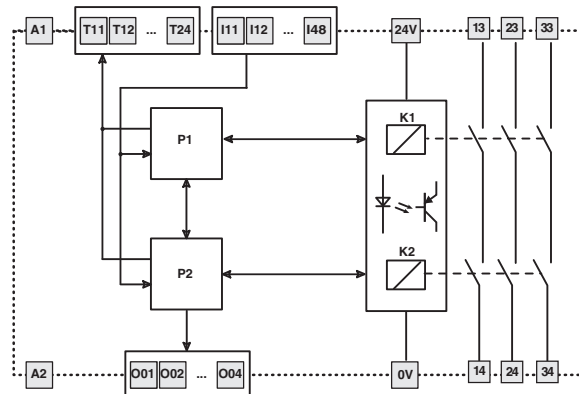 A1 T11 T12 ... T24 I11 I12 ... I48 24V 13 23 33
K1
P1
K2
P2
A2 O01 O02 ... O04 0V 14 24 34